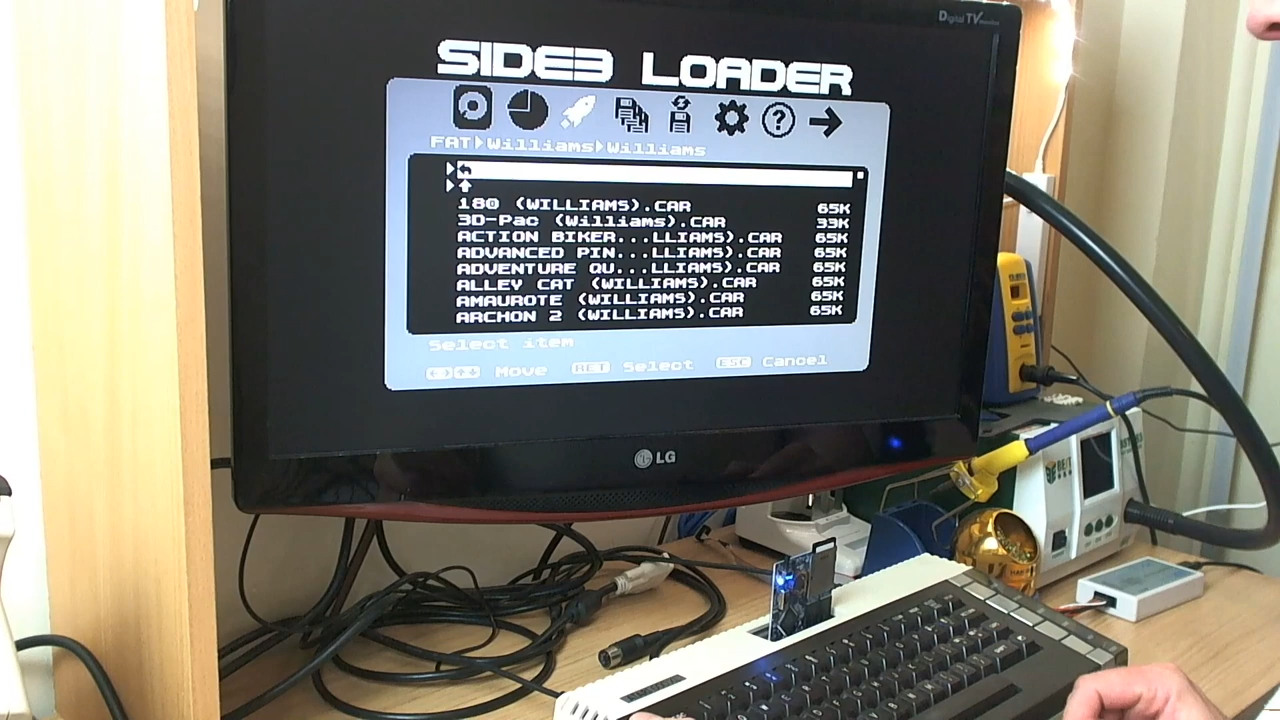 Digital TV monitor
SIDE3 LOADER
FAT Williams Williams
180 (WILLIAMS).CAR 65K
3D-Pac (Williams).CAR 33K
ACTION BIKER...LLIAMS).CAR 65K
ADVANCED PIN...LLIAMS).CAR 65K
ADVENTURE QU...LLIAMS).CAR 65K
ALLEY CAT (WILLIAMS).CAR 65K
AMAUROTE (WILLIAMS).CAR 65K
ARCHON 2 (WILLIAMS).CAR 65K
Select item
Move RET Select ESC Cancel
LG
BEST